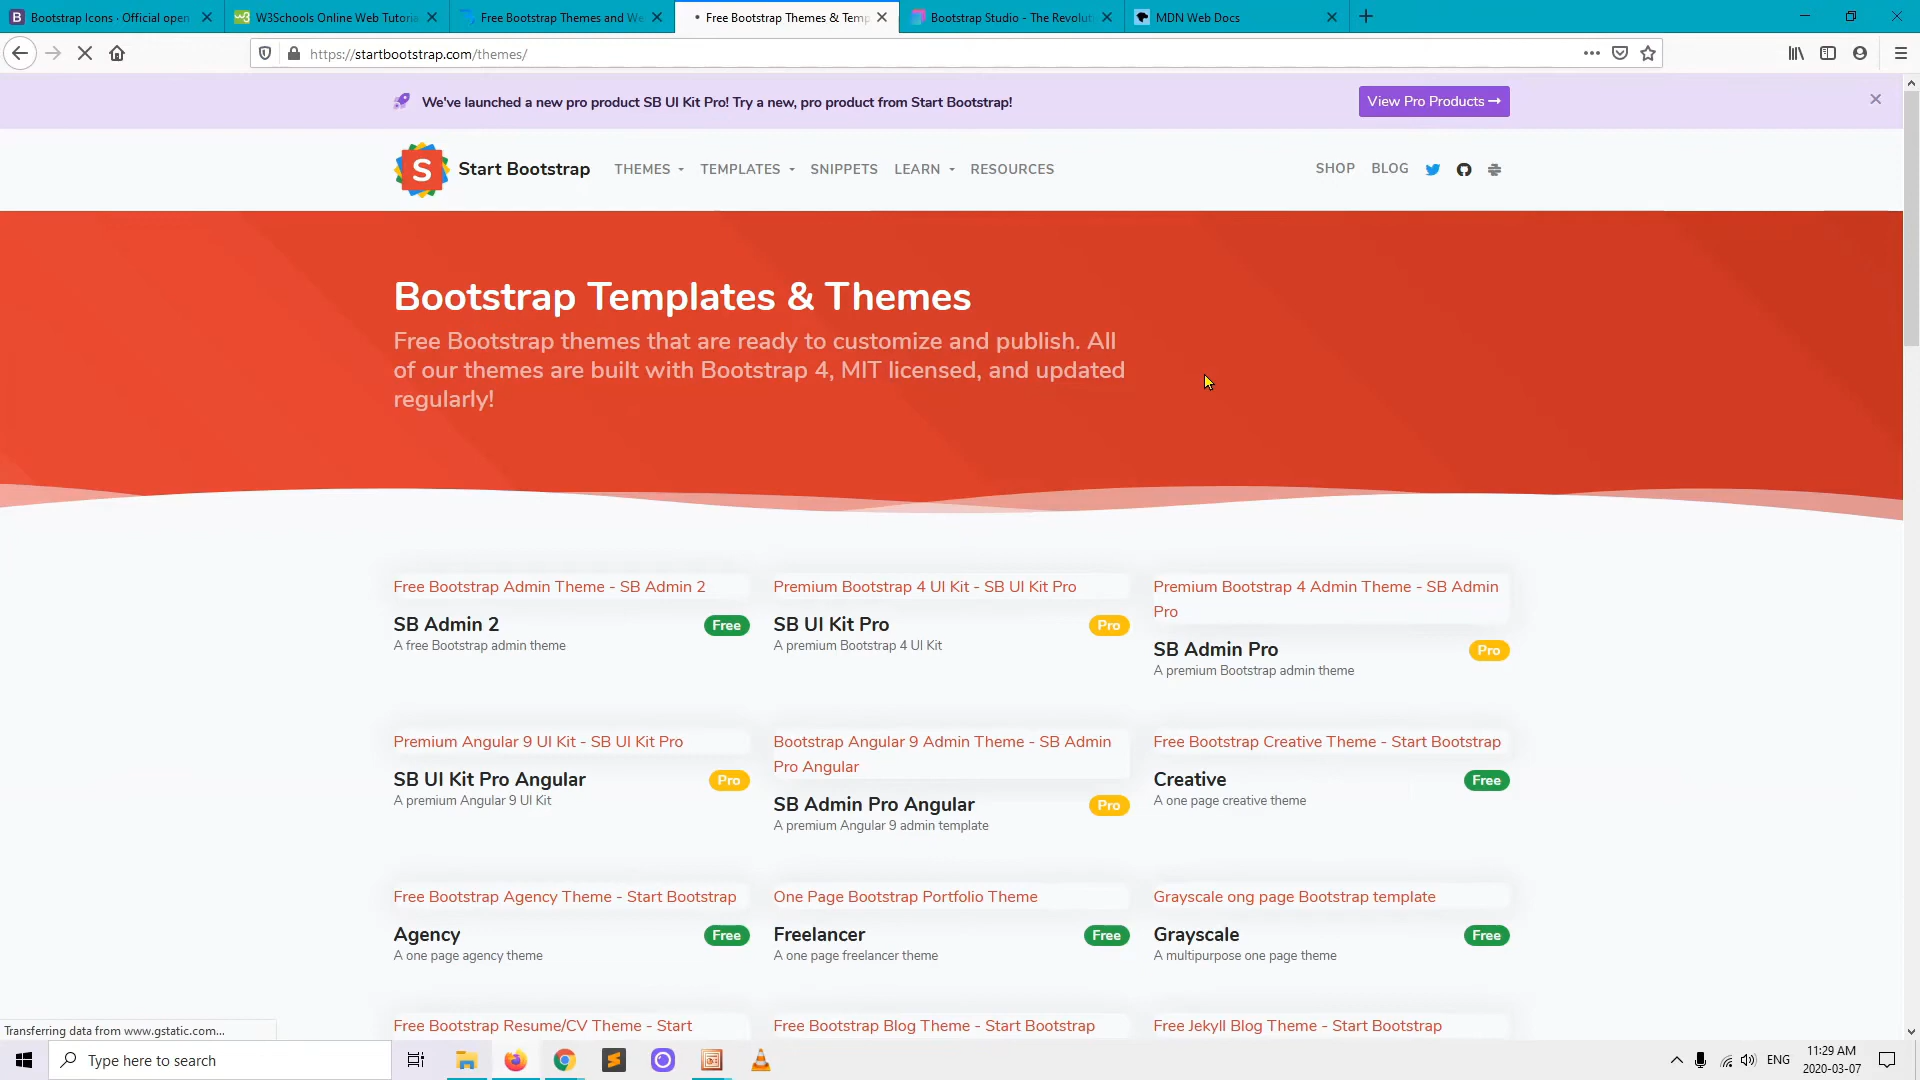 Bootstrap Icons · Official open
W3Schools Online Web Tutoria
Free Bootstrap Themes and We
Free Bootstrap Themes & Temp
Bootstrap Studio - The Revolut
MDN Web Docs
https://startbootstrap.com/themes/
We've launched a new pro product SB UI Kit Pro! Try a new, pro product from Start Bootstrap!
View Pro Products
S
Start Bootstrap
THEMES
TEMPLATES
SNIPPETS
LEARN
RESOURCES
SHOP
BLOG
Bootstrap Templates & Themes
Free Bootstrap themes that are ready to customize and publish. All
of our themes are built with Bootstrap 4, MIT licensed, and updated
regularly!
Free Bootstrap Admin Theme - SB Admin 2
SB Admin 2
Free
A free Bootstrap admin theme
Premium Bootstrap 4 UI Kit - SB UI Kit Pro
SB UI Kit Pro
Pro
A premium Bootstrap 4 UI Kit
Premium Bootstrap 4 Admin Theme - SB Admin
Pro
SB Admin Pro
Pro
A premium Bootstrap admin theme
Premium Angular 9 UI Kit - SB UI Kit Pro
SB UI Kit Pro Angular
Pro
A premium Angular 9 UI Kit
Bootstrap Angular 9 Admin Theme - SB Admin
Pro Angular
SB Admin Pro Angular
Pro
A premium Angular 9 admin template
Free Bootstrap Creative Theme - Start Bootstrap
Creative
Free
A one page creative theme
Free Bootstrap Agency Theme - Start Bootstrap
Agency
Free
A one page agency theme
One Page Bootstrap Portfolio Theme
Freelancer
Free
A one page freelancer theme
Grayscale ong page Bootstrap template
Grayscale
Free
A multipurpose one page theme
Free Bootstrap Resume/CV Theme - Start
Free Bootstrap Blog Theme - Start Bootstrap
Free Jekyll Blog Theme - Start Bootstrap
Transferring data from www.gstatic.com...
Type here to search
ENG
11:29 AM
2020-03-07